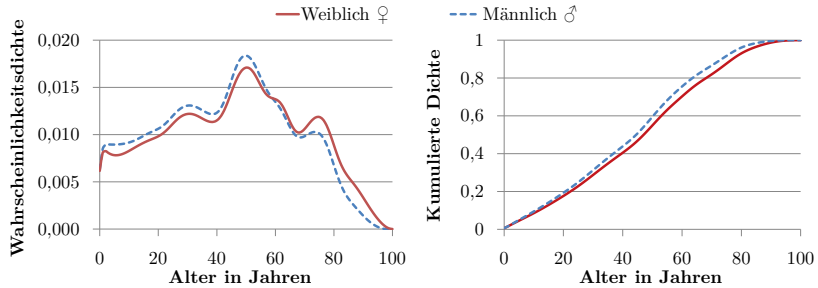 Weiblich ♀ Männlich ♂
Wahrscheinlichkeitsdichte
0,020
0,015
0,010
0,005
0,000
0 20 40 60 80 100
Alter in Jahren
Kumulierte Dichte
1
0,8
0,6
0,4
0,2
0
0 20 40 60 80 100
Alter in Jahren